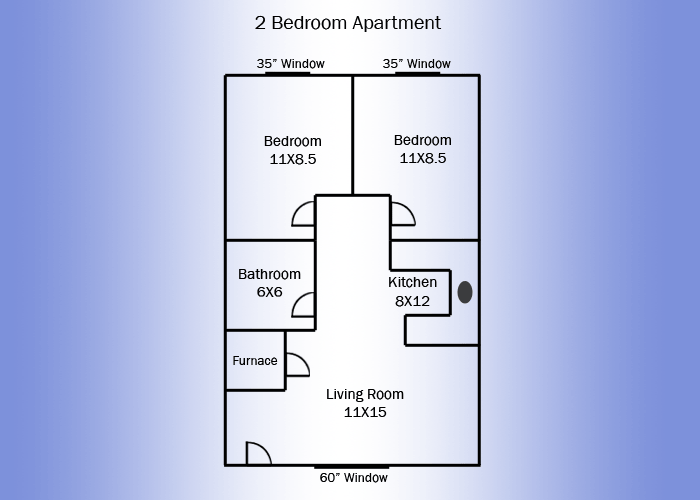 2 Bedroom Apartment
35” Window
35” Window
Bedroom
11X8.5
Bedroom
11X8.5
Bathroom
6X6
Kitchen
8X12
Furnace
Living Room
11X15
60” Window